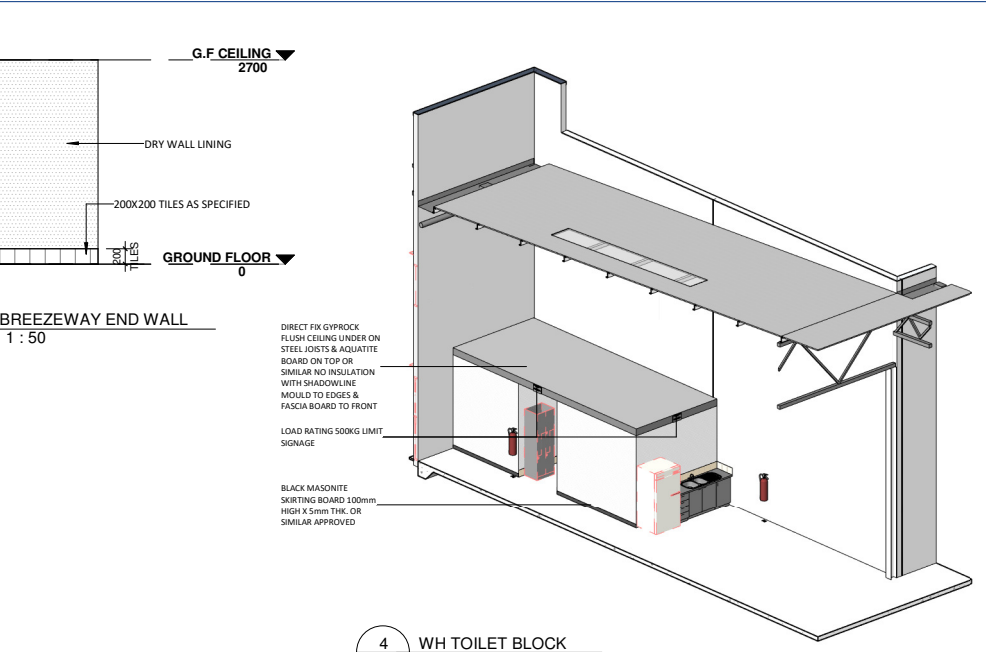 G.F CEILING
2700
DRY WALL LINING
200X200 TILES AS SPECIFIED
200
TILES
GROUND FLOOR
0
BREEZEWAY END WALL
1 : 50
DIRECT FIX GYPROCK
FLUSH CEILING UNDER ON
STEEL JOISTS & AQUATITE
BOARD ON TOP OR
SIMILAR NO INSULATION
WITH SHADOWLINE
MOULD TO EDGES &
FASCIA BOARD TO FRONT
LOAD RATING 500KG LIMIT
SIGNAGE
BLACK MASONITE
SKIRTING BOARD 100mm
HIGH X 5mm THK. OR
SIMILAR APPROVED
4
WH TOILET BLOCK